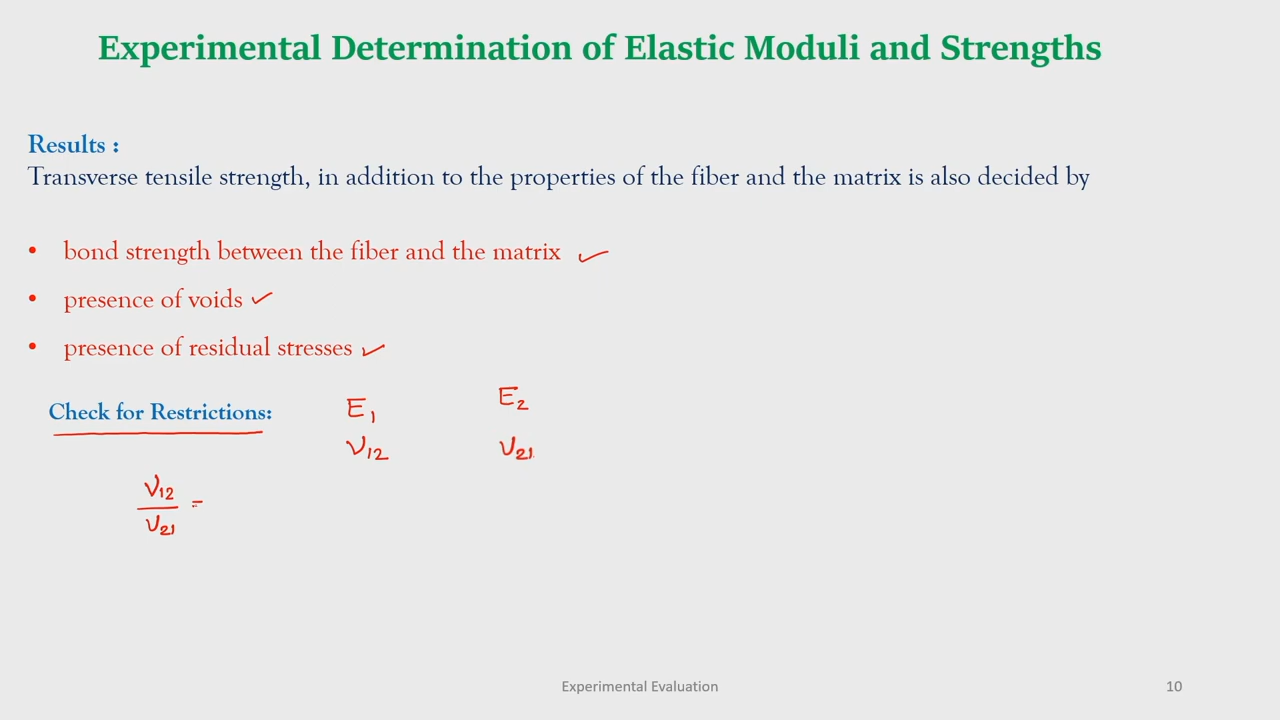 Experimental Determination of Elastic Moduli and Strengths
Results :
Transverse tensile strength, in addition to the properties of the fiber and the matrix is also decided by
• bond strength between the fiber and the matrix ✓
• presence of voids ✓
• presence of residual stresses ✓
Check for Restrictions: E₁ E₂
ν₁₂ ν₂₁
ν₁₂
ν₂₁ =
Experimental Evaluation 10